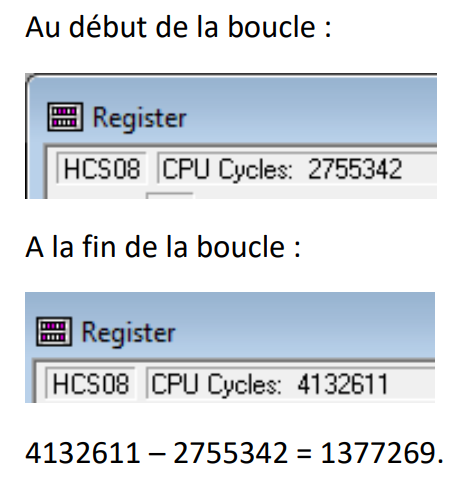 Au début de la boucle :
Register
HCS08 CPU Cycles: 2755342
A la fin de la boucle :
Register
HCS08 CPU Cycles: 4132611
4132611 – 2755342 = 1377269.